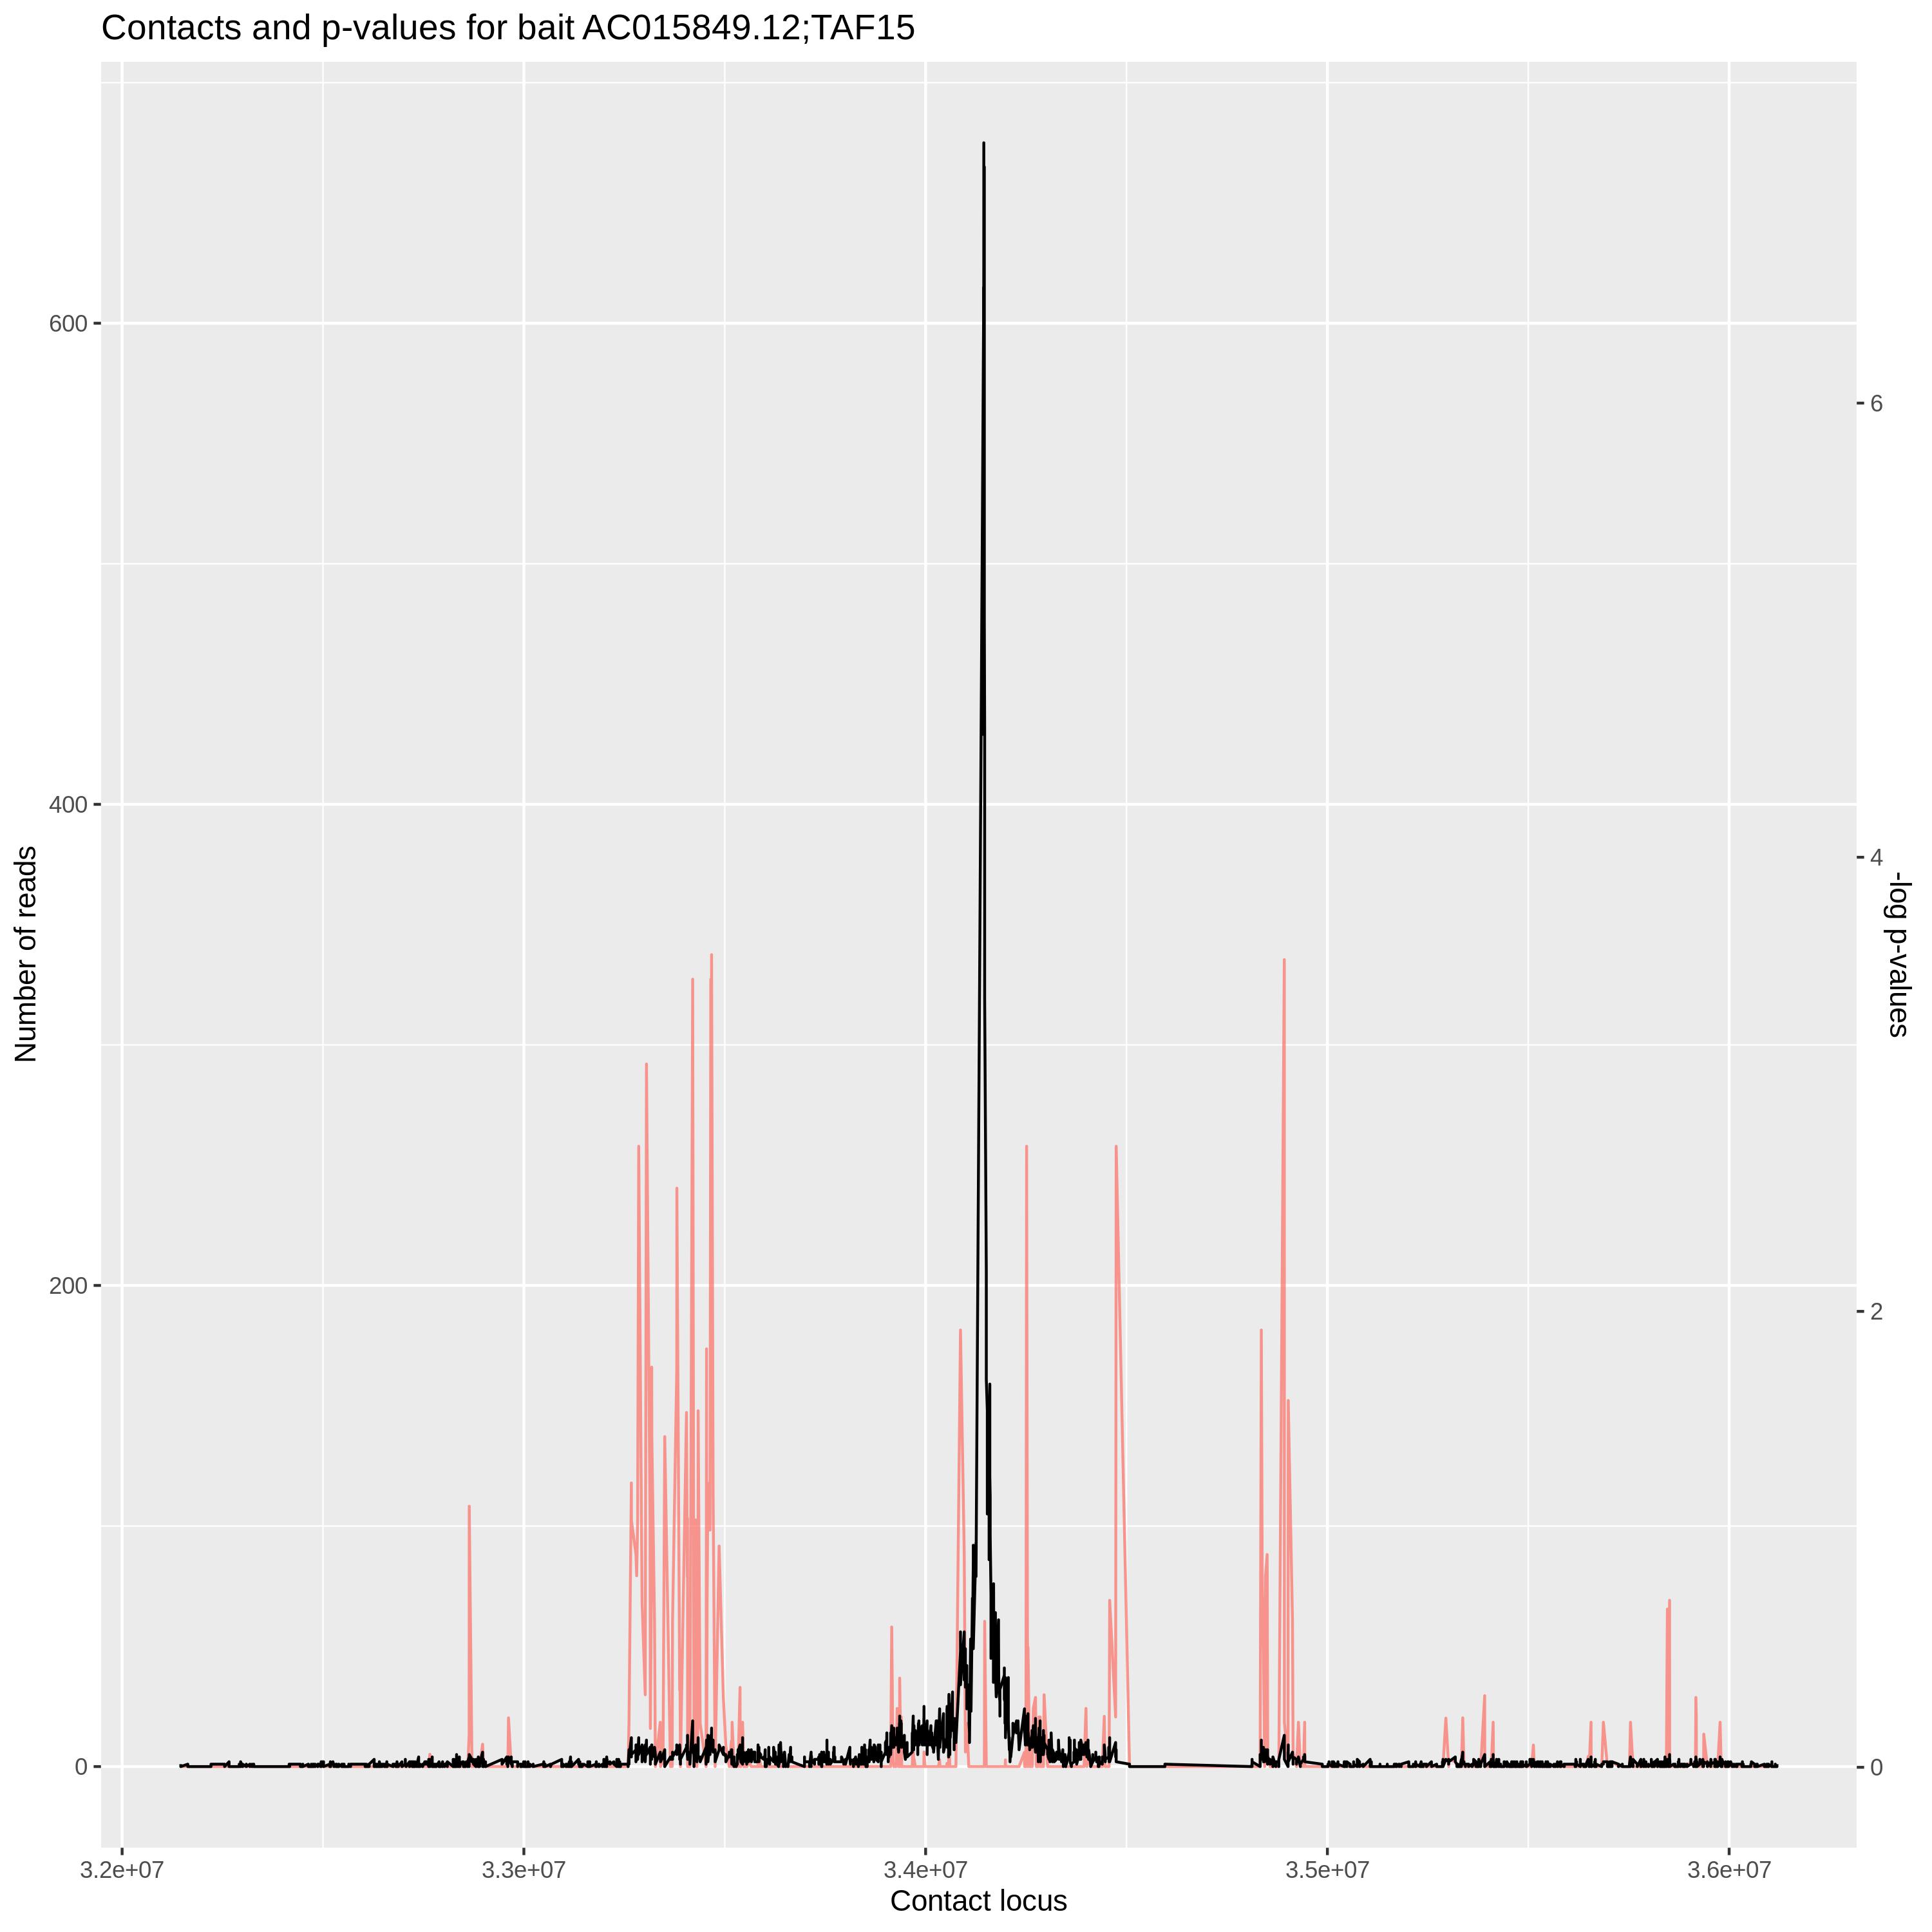 Contacts and p-values for bait AC015849.12;TAF15
600
400
200
0
Number of reads
6
4
2
0
-log p-values
3.2e+07
3.3e+07
3.4e+07
3.5e+07
3.6e+07
Contact locus